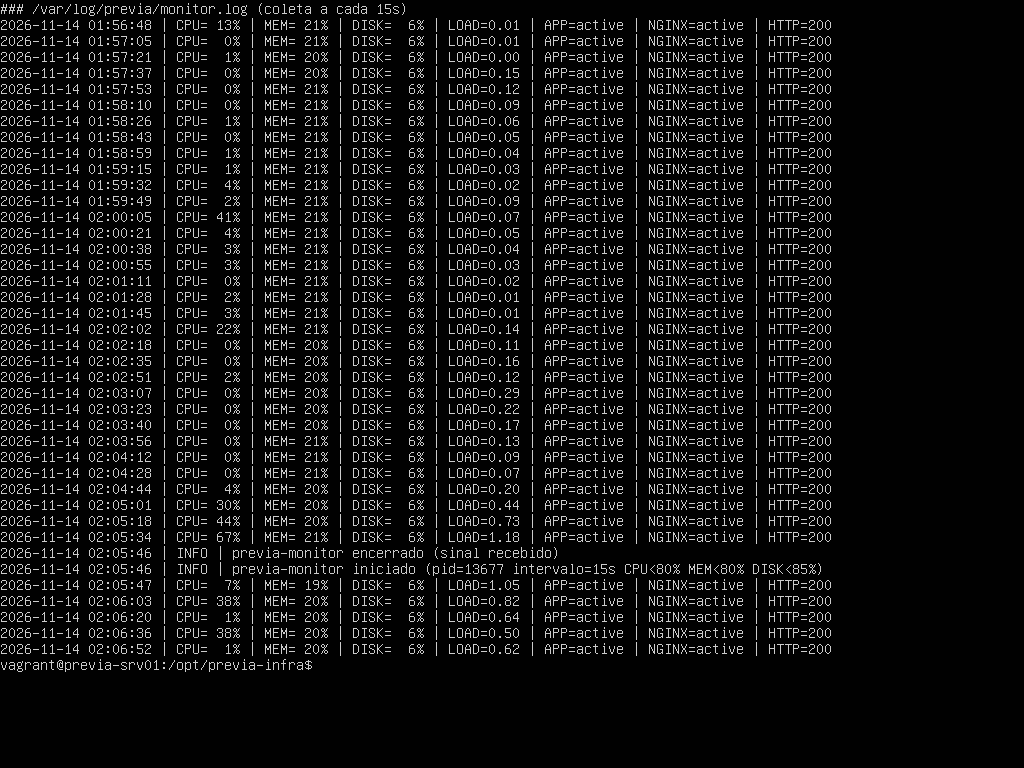 ### /var/log/previa/monitor.log (coleta a cada 15s)
2026-11-14 01:56:48 | CPU= 13% | MEM= 21% | DISK=  6% | LOAD=0.01 | APP=active | NGINX=active | HTTP=200
2026-11-14 01:57:05 | CPU=  0% | MEM= 21% | DISK=  6% | LOAD=0.01 | APP=active | NGINX=active | HTTP=200
2026-11-14 01:57:21 | CPU=  1% | MEM= 20% | DISK=  6% | LOAD=0.00 | APP=active | NGINX=active | HTTP=200
2026-11-14 01:57:37 | CPU=  0% | MEM= 20% | DISK=  6% | LOAD=0.15 | APP=active | NGINX=active | HTTP=200
2026-11-14 01:57:53 | CPU=  0% | MEM= 21% | DISK=  6% | LOAD=0.12 | APP=active | NGINX=active | HTTP=200
2026-11-14 01:58:10 | CPU=  0% | MEM= 21% | DISK=  6% | LOAD=0.09 | APP=active | NGINX=active | HTTP=200
2026-11-14 01:58:26 | CPU=  1% | MEM= 21% | DISK=  6% | LOAD=0.06 | APP=active | NGINX=active | HTTP=200
2026-11-14 01:58:43 | CPU=  0% | MEM= 21% | DISK=  6% | LOAD=0.05 | APP=active | NGINX=active | HTTP=200
2026-11-14 01:58:59 | CPU=  1% | MEM= 21% | DISK=  6% | LOAD=0.04 | APP=active | NGINX=active | HTTP=200
2026-11-14 01:59:15 | CPU=  1% | MEM= 21% | DISK=  6% | LOAD=0.03 | APP=active | NGINX=active | HTTP=200
2026-11-14 01:59:32 | CPU=  4% | MEM= 21% | DISK=  6% | LOAD=0.02 | APP=active | NGINX=active | HTTP=200
2026-11-14 01:59:49 | CPU=  2% | MEM= 21% | DISK=  6% | LOAD=0.09 | APP=active | NGINX=active | HTTP=200
2026-11-14 02:00:05 | CPU= 41% | MEM= 21% | DISK=  6% | LOAD=0.07 | APP=active | NGINX=active | HTTP=200
2026-11-14 02:00:21 | CPU=  4% | MEM= 21% | DISK=  6% | LOAD=0.05 | APP=active | NGINX=active | HTTP=200
2026-11-14 02:00:38 | CPU=  3% | MEM= 21% | DISK=  6% | LOAD=0.04 | APP=active | NGINX=active | HTTP=200
2026-11-14 02:00:55 | CPU=  3% | MEM= 21% | DISK=  6% | LOAD=0.03 | APP=active | NGINX=active | HTTP=200
2026-11-14 02:01:11 | CPU=  0% | MEM= 21% | DISK=  6% | LOAD=0.02 | APP=active | NGINX=active | HTTP=200
2026-11-14 02:01:28 | CPU=  2% | MEM= 21% | DISK=  6% | LOAD=0.01 | APP=active | NGINX=active | HTTP=200
2026-11-14 02:01:45 | CPU=  3% | MEM= 21% | DISK=  6% | LOAD=0.01 | APP=active | NGINX=active | HTTP=200
2026-11-14 02:02:02 | CPU= 22% | MEM= 21% | DISK=  6% | LOAD=0.14 | APP=active | NGINX=active | HTTP=200
2026-11-14 02:02:18 | CPU=  0% | MEM= 20% | DISK=  6% | LOAD=0.11 | APP=active | NGINX=active | HTTP=200
2026-11-14 02:02:35 | CPU=  0% | MEM= 20% | DISK=  6% | LOAD=0.16 | APP=active | NGINX=active | HTTP=200
2026-11-14 02:02:51 | CPU=  2% | MEM= 20% | DISK=  6% | LOAD=0.12 | APP=active | NGINX=active | HTTP=200
2026-11-14 02:03:07 | CPU=  0% | MEM= 20% | DISK=  6% | LOAD=0.29 | APP=active | NGINX=active | HTTP=200
2026-11-14 02:03:23 | CPU=  0% | MEM= 20% | DISK=  6% | LOAD=0.22 | APP=active | NGINX=active | HTTP=200
2026-11-14 02:03:40 | CPU=  0% | MEM= 20% | DISK=  6% | LOAD=0.17 | APP=active | NGINX=active | HTTP=200
2026-11-14 02:03:56 | CPU=  0% | MEM= 21% | DISK=  6% | LOAD=0.13 | APP=active | NGINX=active | HTTP=200
2026-11-14 02:04:12 | CPU=  0% | MEM= 21% | DISK=  6% | LOAD=0.09 | APP=active | NGINX=active | HTTP=200
2026-11-14 02:04:28 | CPU=  0% | MEM= 21% | DISK=  6% | LOAD=0.07 | APP=active | NGINX=active | HTTP=200
2026-11-14 02:04:44 | CPU=  4% | MEM= 20% | DISK=  6% | LOAD=0.20 | APP=active | NGINX=active | HTTP=200
2026-11-14 02:05:01 | CPU= 30% | MEM= 20% | DISK=  6% | LOAD=0.44 | APP=active | NGINX=active | HTTP=200
2026-11-14 02:05:18 | CPU= 44% | MEM= 20% | DISK=  6% | LOAD=0.73 | APP=active | NGINX=active | HTTP=200
2026-11-14 02:05:34 | CPU= 67% | MEM= 20% | DISK=  6% | LOAD=1.18 | APP=active | NGINX=active | HTTP=200
2026-11-14 02:05:46 | INFO | previa-monitor encerrado (sinal recebido)
2026-11-14 02:05:46 | INFO | previa-monitor iniciado (pid=13677 intervalo=15s CPU<80% MEM<80% DISK<85%)
2026-11-14 02:05:47 | CPU=  7% | MEM= 19% | DISK=  6% | LOAD=1.05 | APP=active | NGINX=active | HTTP=200
2026-11-14 02:06:03 | CPU= 38% | MEM= 20% | DISK=  6% | LOAD=0.82 | APP=active | NGINX=active | HTTP=200
2026-11-14 02:06:20 | CPU=  1% | MEM= 20% | DISK=  6% | LOAD=0.64 | APP=active | NGINX=active | HTTP=200
2026-11-14 02:06:36 | CPU= 38% | MEM= 20% | DISK=  6% | LOAD=0.50 | APP=active | NGINX=active | HTTP=200
2026-11-14 02:06:52 | CPU=  1% | MEM= 20% | DISK=  6% | LOAD=0.62 | APP=active | NGINX=active | HTTP=200
vagrant@previa-srv01:/opt/previa-infra$